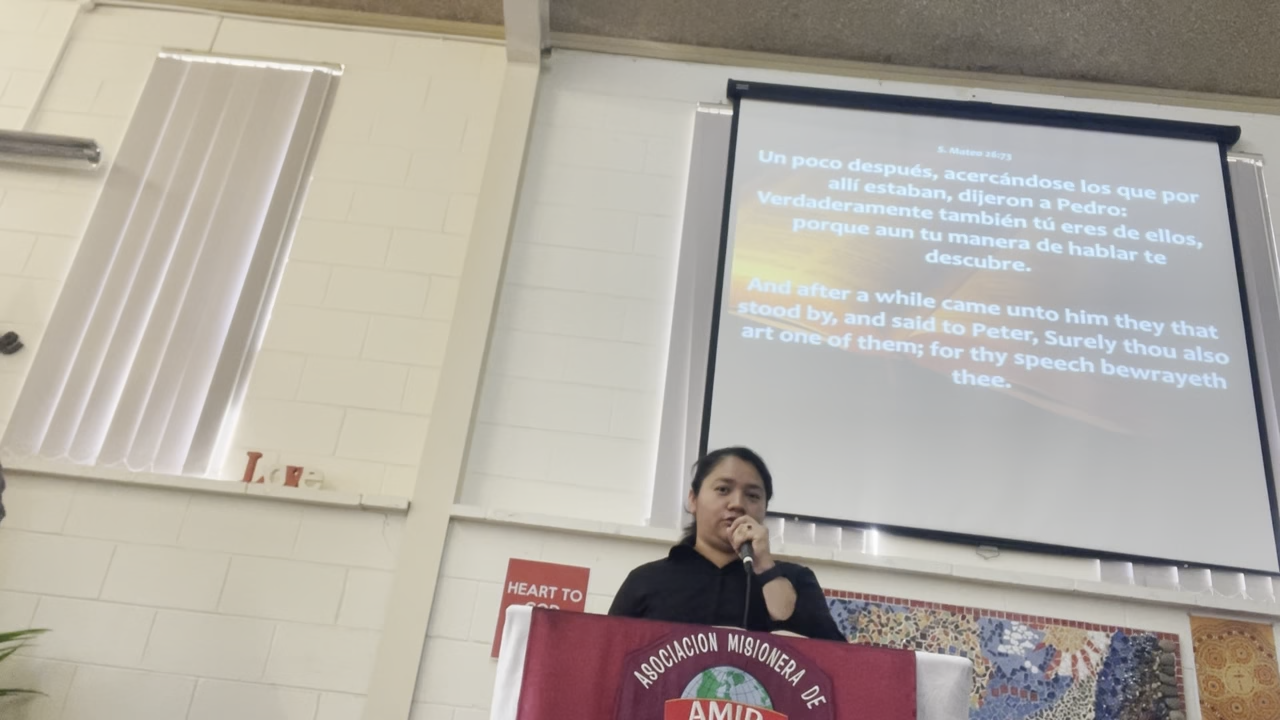 S. Mateo 26:73
Un poco después, acercándose los que por
allí estaban, dijeron a Pedro:
Verdaderamente también tú eres de ellos,
porque aun tu manera de hablar te
descubre.
And after a while came unto him they that
stood by, and said to Peter, Surely thou also
art one of them; for thy speech bewrayeth
thee.
Love
HEART TO
GOD
ASOCIACION MISIONERA DE
AMID